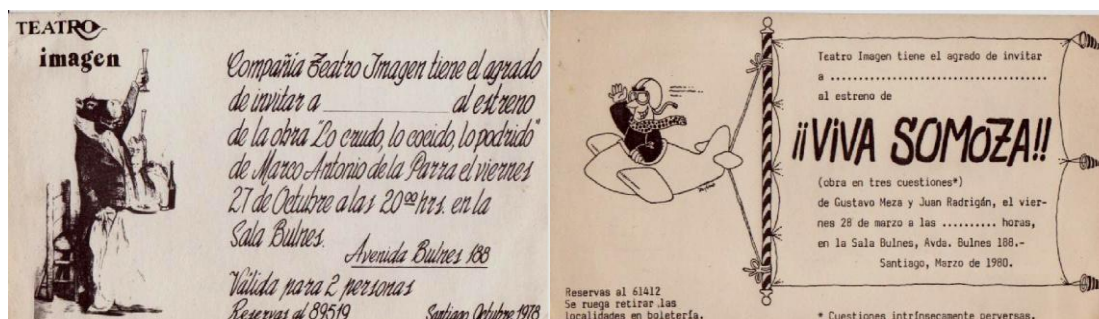 TEATRO
imagen
Compañia Teatro Imagen tiene el agrado
de invitar a ____________ al estreno
de la obra "Lo crudo, lo cocido, lo podrido"
de Marco Antonio de la Parra el viernes
27 de Octubre a las 20⁰⁰ hrs. en la
Sala Bulnes.
Avenida Bulnes 188
Válida para 2 personas
Reservas al 89519 Santiago, Octubre 1978
Teatro Imagen tiene el agrado de invitar
a .....................................
al estreno de
¡¡VIVA SOMOZA!!
(obra en tres cuestiones*)
de Gustavo Meza y Juan Radrigán, el vier-
nes 28 de marzo a las .......... horas,
en la Sala Bulnes, Avda. Bulnes 188.-
Santiago, Marzo de 1980.
Reservas al 61412
Se ruega retirar las
localidades en boletería.
* Cuestiones intrínsecamente perversas.